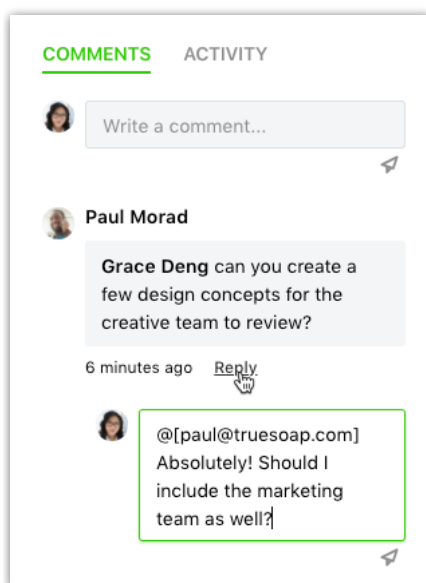 COMMENTS ACTIVITY
Write a comment...
Paul Morad
Grace Deng can you create a
few design concepts for the
creative team to review?
6 minutes ago Reply
@[paul@truesoap.com]
Absolutely! Should I
include the marketing
team as well?